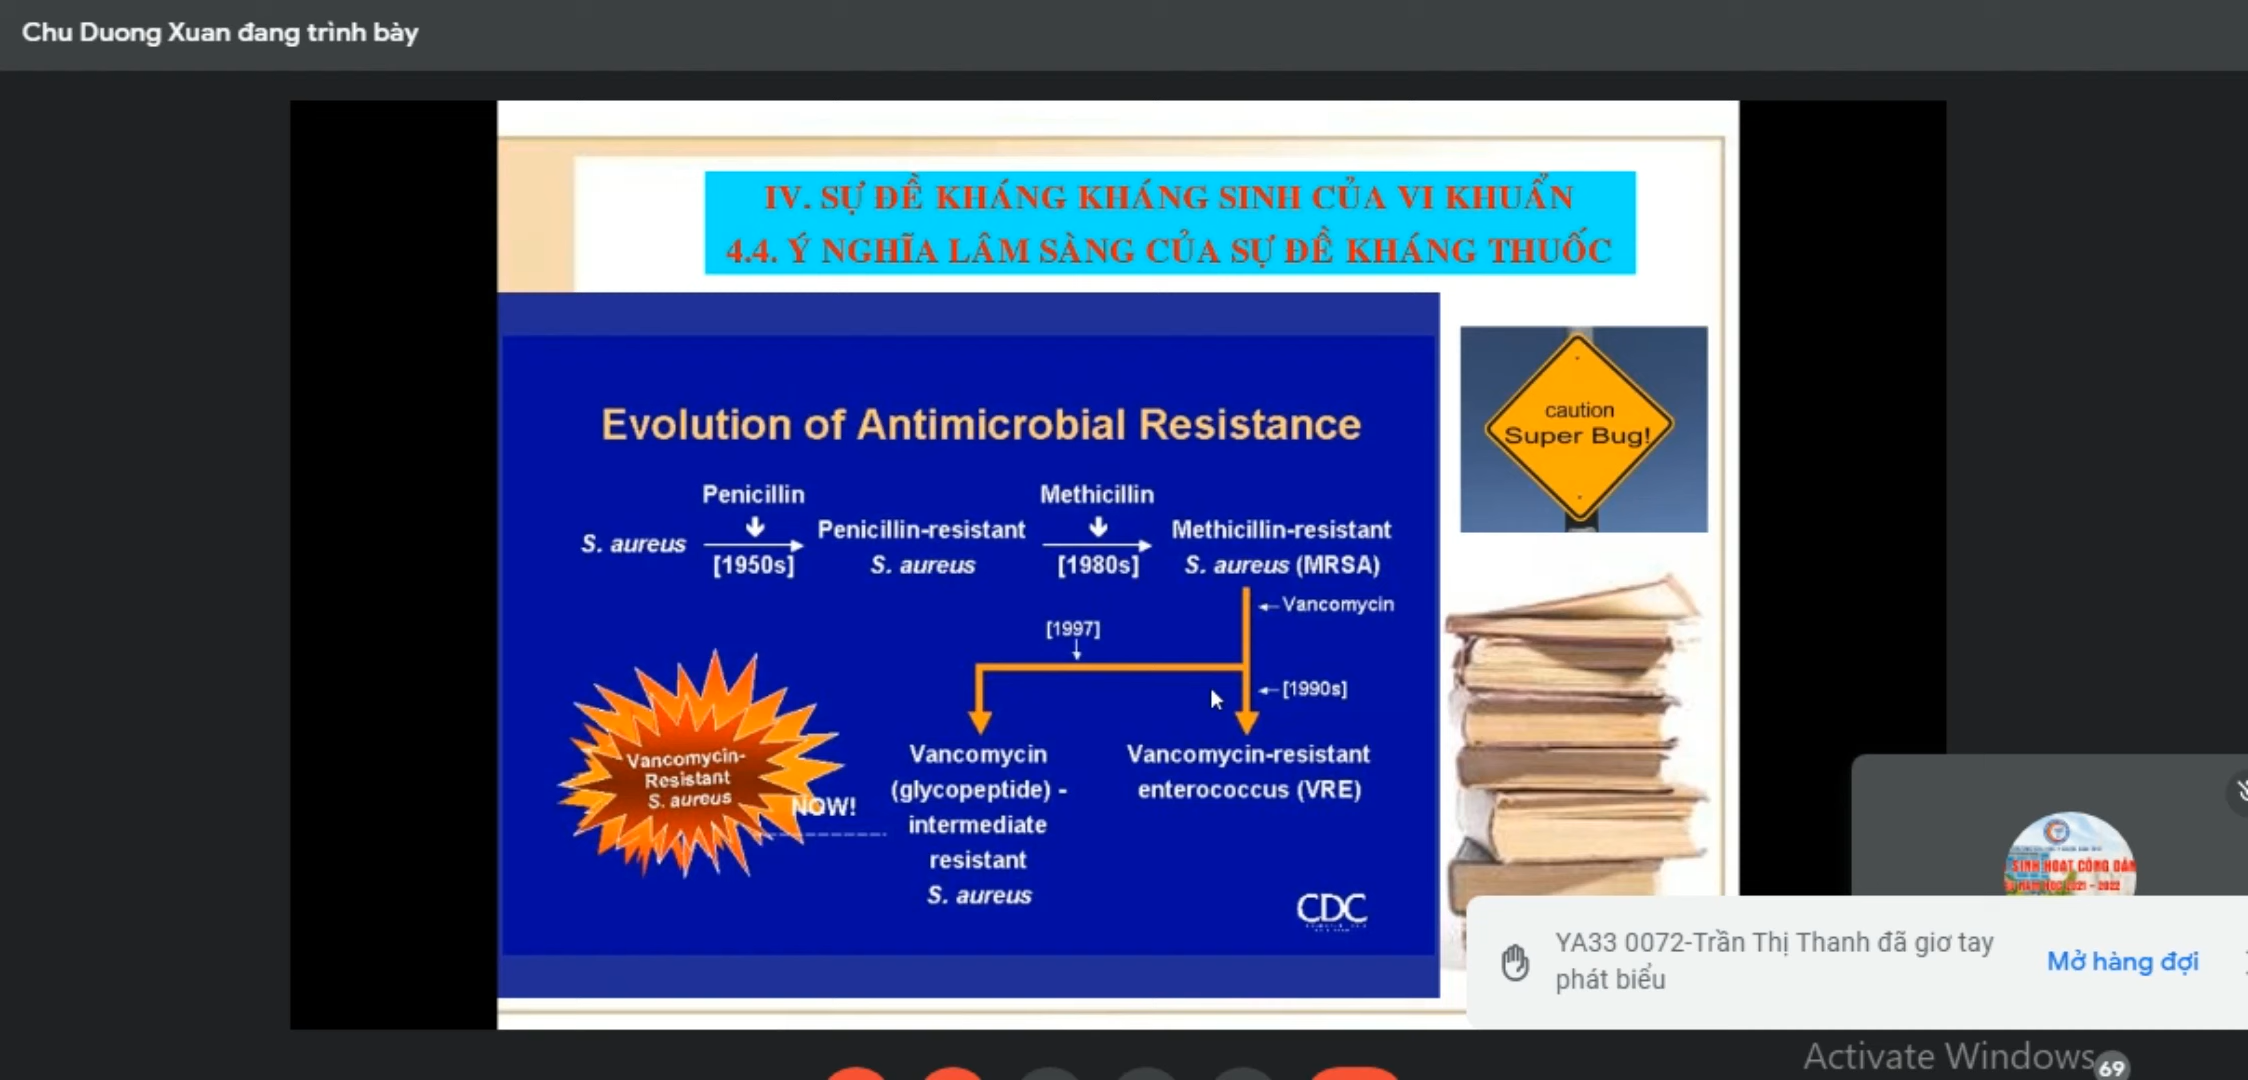 Chu Duong Xuan đang trình bày
IV. SỰ ĐỀ KHÁNG KHÁNG SINH CỦA VI KHUẨN
4.4. Ý NGHĨA LÂM SÀNG CỦA SỰ ĐỀ KHÁNG THUỐC
caution
Super Bug!
Evolution of Antimicrobial Resistance
Penicillin
Methicillin
S. aureus
[1950s]
Penicillin-resistant
S. aureus
[1980s]
Methicillin-resistant
S. aureus (MRSA)
Vancomycin
[1997]
[1990s]
Vancomycin-
Resistant
S. aureus
NOW!
Vancomycin
(glycopeptide) -
intermediate
resistant
S. aureus
Vancomycin-resistant
enterococcus (VRE)
CDC
SINH HOẠT CÔNG DÂN
YA33 0072-Trần Thị Thanh đã giơ tay
phát biểu
Mở hàng đợi
Activate Windows
69